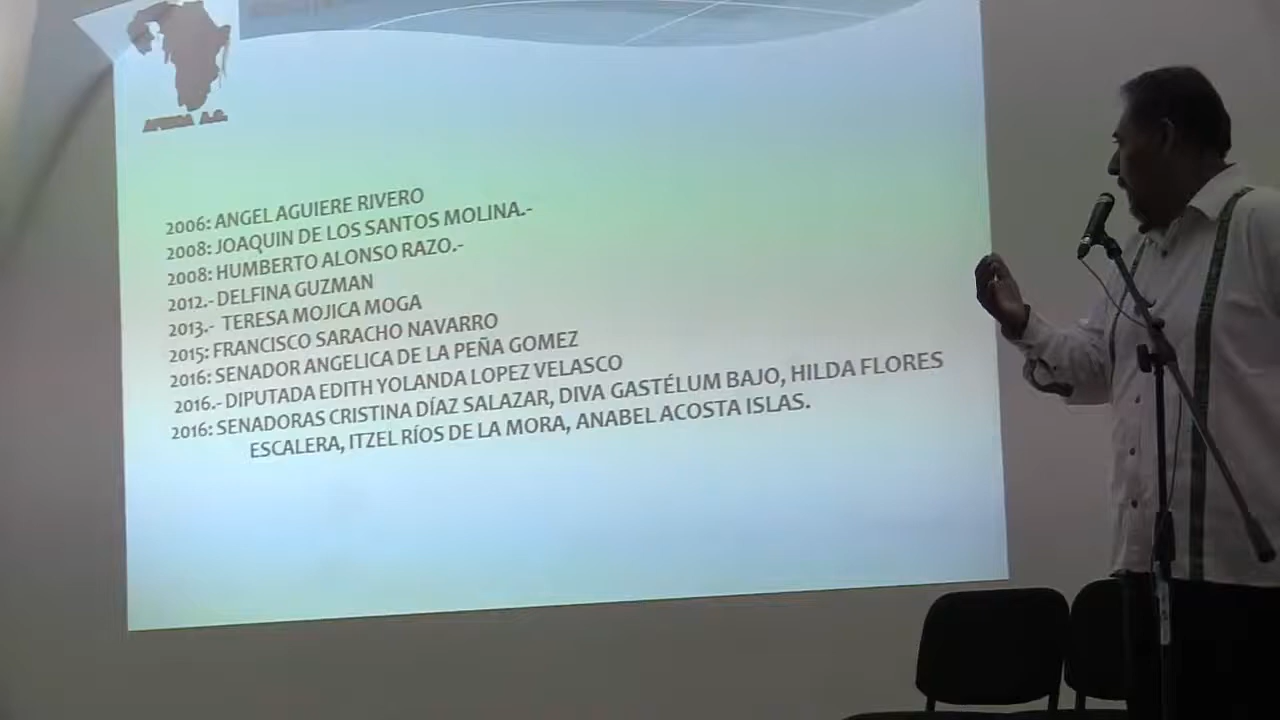 AFRICA A.C.
2006: ANGEL AGUIERE RIVERO
2008: JOAQUIN DE LOS SANTOS MOLINA.-
2008: HUMBERTO ALONSO RAZO.-
2012.- DELFINA GUZMAN
2013.- TERESA MOJICA MOGA
2015: FRANCISCO SARACHO NAVARRO
2016: SENADOR ANGELICA DE LA PEÑA GOMEZ
2016.- DIPUTADA EDITH YOLANDA LOPEZ VELASCO
2016: SENADORAS CRISTINA DÍAZ SALAZAR, DIVA GASTÉLUM BAJO, HILDA FLORES
ESCALERA, ITZEL RÍOS DE LA MORA, ANABEL ACOSTA ISLAS.